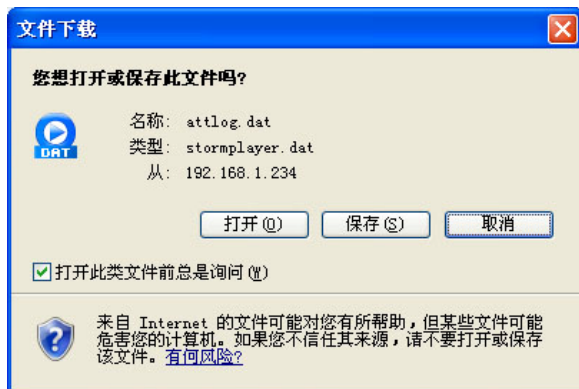 文件下载
您想打开或保存此文件吗?
DAT
名称: attlog.dat
类型: stormplayer.dat
从: 192.168.1.234
打开(O) 保存(S) 取消
打开此类文件前总是询问(W)
来自 Internet 的文件可能对您有所帮助,但某些文件可能
危害您的计算机。如果您不信任其来源,请不要打开或保存
该文件。有何风险?